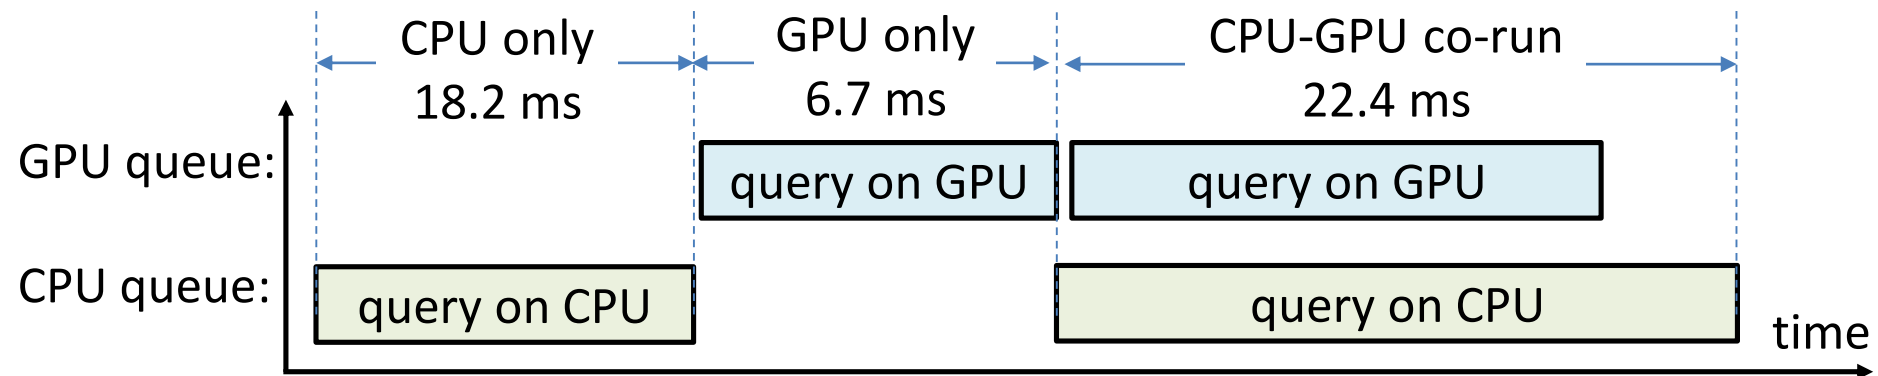 CPU only
18.2 ms
GPU only
6.7 ms
CPU-GPU co-run
22.4 ms
GPU queue:
query on GPU
query on GPU
CPU queue:
query on CPU
query on CPU
time